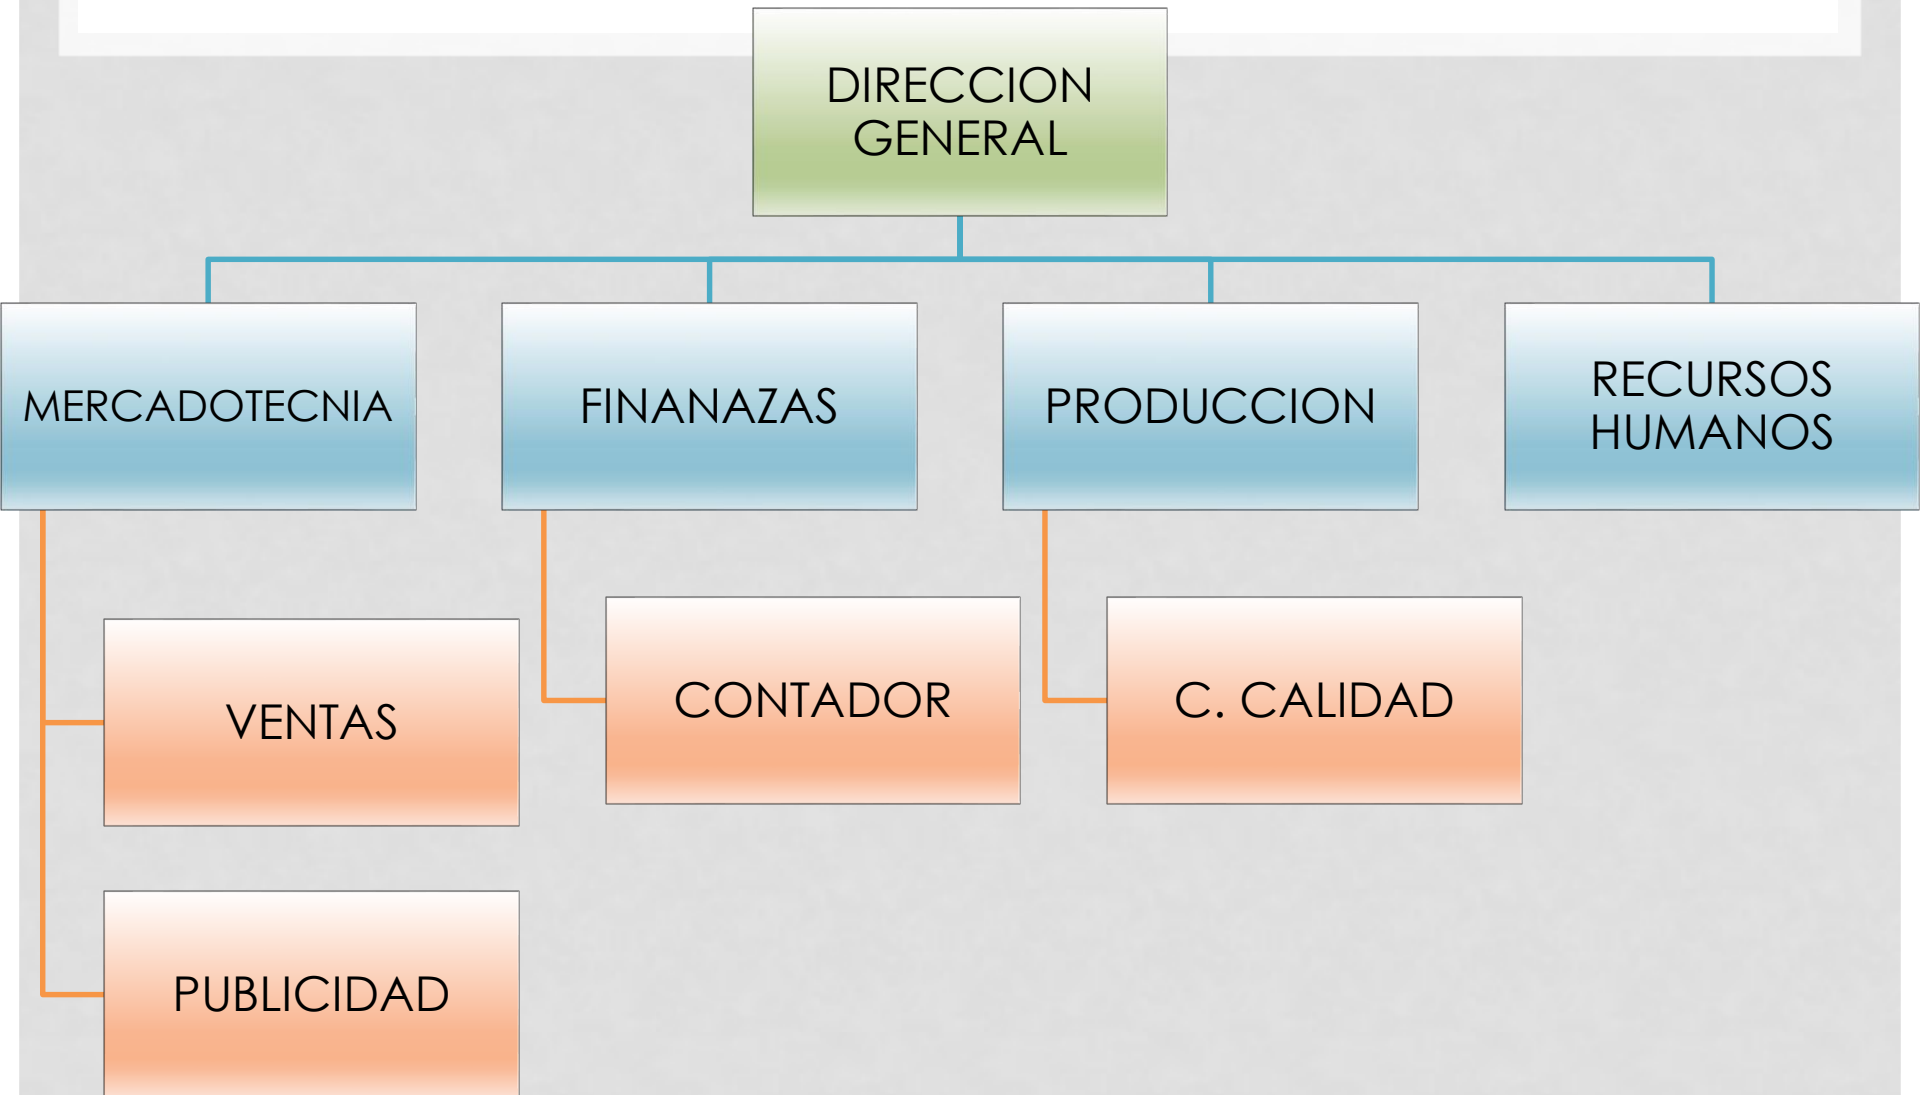 DIRECCION
GENERAL
MERCADOTECNIA
FINANAZAS
PRODUCCION
RECURSOS
HUMANOS
VENTAS
CONTADOR
C. CALIDAD
PUBLICIDAD